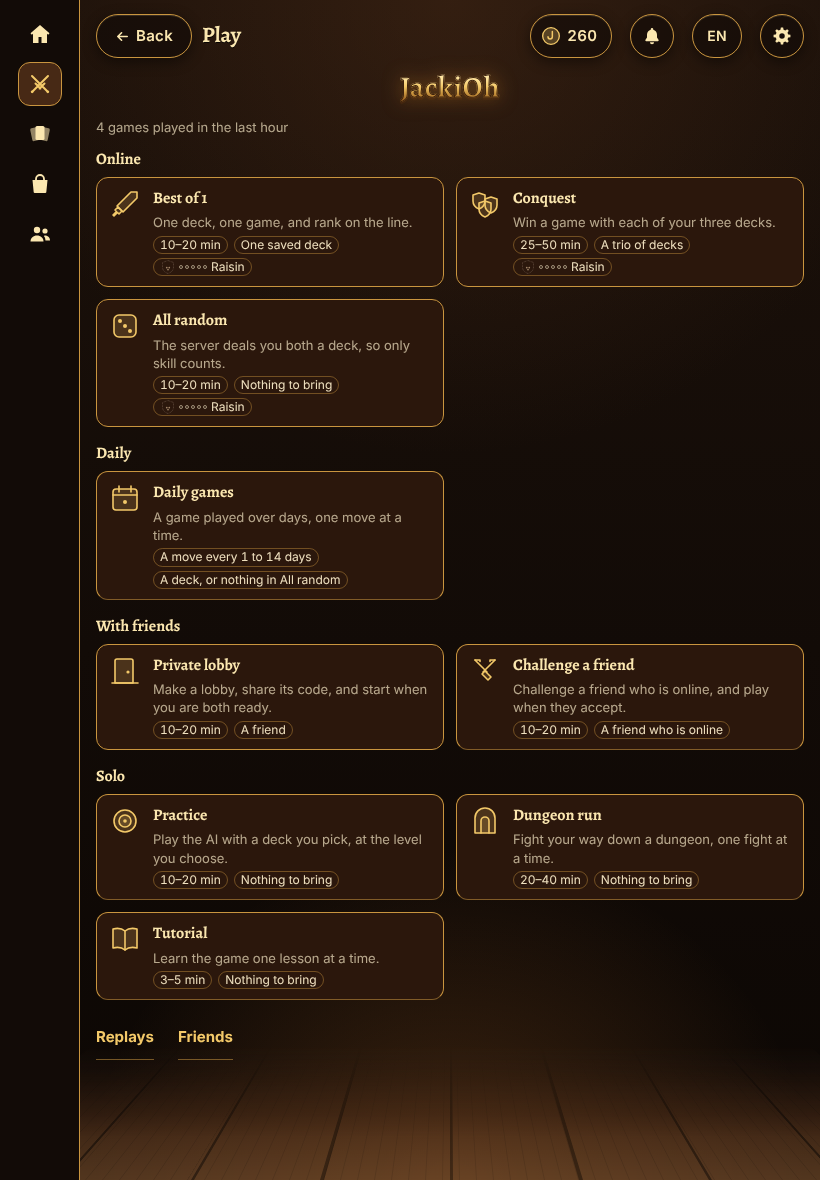 ← Back
Play
J 260
EN
JackiOh
4 games played in the last hour
Online
Best of 1
One deck, one game, and rank on the line.
10–20 min
One saved deck
Raisin
Conquest
Win a game with each of your three decks.
25–50 min
A trio of decks
Raisin
All random
The server deals you both a deck, so only
skill counts.
10–20 min
Nothing to bring
Raisin
Daily
Daily games
A game played over days, one move at a
time.
A move every 1 to 14 days
A deck, or nothing in All random
With friends
Private lobby
Make a lobby, share its code, and start when
you are both ready.
10–20 min
A friend
Challenge a friend
Challenge a friend who is online, and play
when they accept.
10–20 min
A friend who is online
Solo
Practice
Play the AI with a deck you pick, at the level
you choose.
10–20 min
Nothing to bring
Dungeon run
Fight your way down a dungeon, one fight at
a time.
20–40 min
Nothing to bring
Tutorial
Learn the game one lesson at a time.
3–5 min
Nothing to bring
Replays
Friends